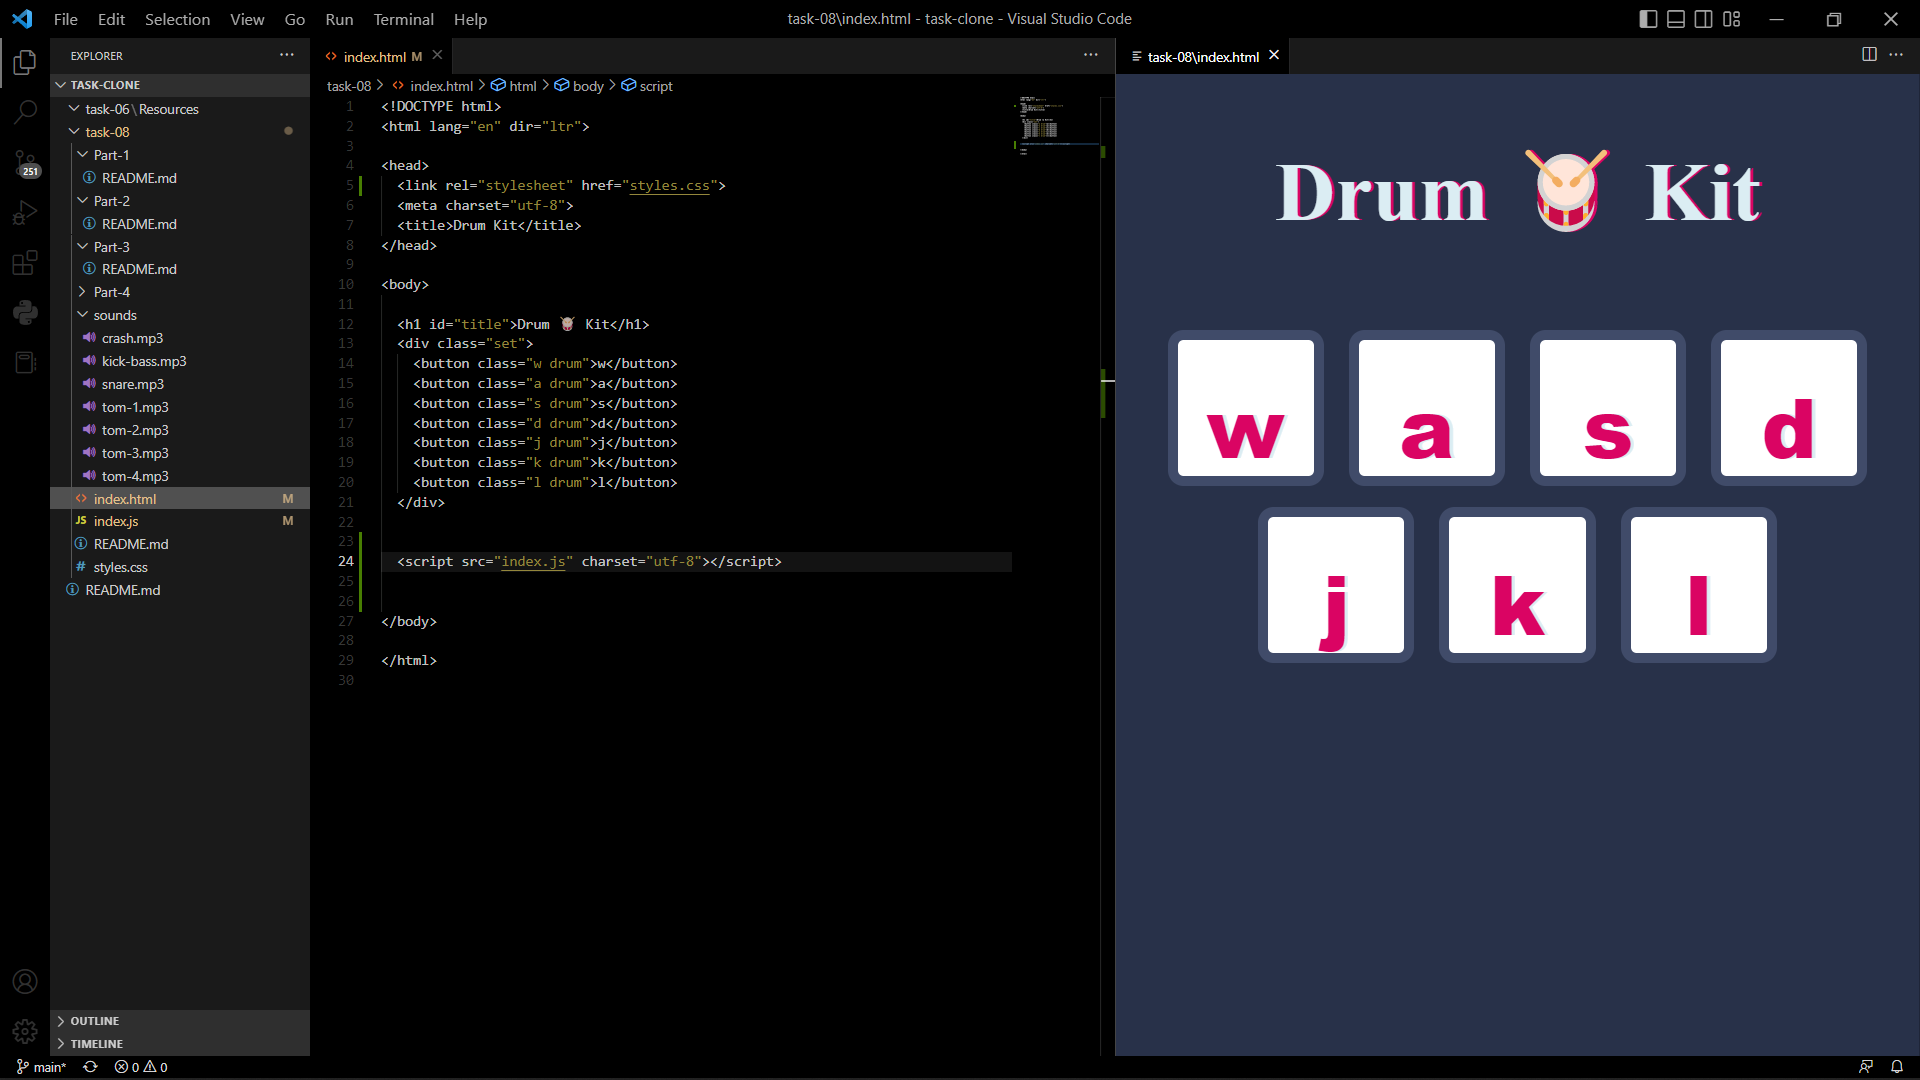 File Edit Selection View Go Run Terminal Help
task-08\index.html - task-clone - Visual Studio Code
EXPLORER
TASK-CLONE
task-06\Resources
task-08
Part-1
README.md
Part-2
README.md
Part-3
README.md
Part-4
sounds
crash.mp3
kick-bass.mp3
snare.mp3
tom-1.mp3
tom-2.mp3
tom-3.mp3
tom-4.mp3
index.html M
JS index.js M
README.md
# styles.css
README.md
OUTLINE
TIMELINE
251
index.html M
task-08 > index.html > html > body > script
1 <!DOCTYPE html>
2 <html lang="en" dir="ltr">
3
4 <head>
5 <link rel="stylesheet" href="styles.css">
6 <meta charset="utf-8">
7 <title>Drum Kit</title>
8 </head>
9
10 <body>
11
12 <h1 id="title">Drum 🥁 Kit</h1>
13 <div class="set">
14 <button class="w drum">w</button>
15 <button class="a drum">a</button>
16 <button class="s drum">s</button>
17 <button class="d drum">d</button>
18 <button class="j drum">j</button>
19 <button class="k drum">k</button>
20 <button class="l drum">l</button>
21 </div>
22
23
24 <script src="index.js" charset="utf-8"></script>
25
26
27 </body>
28
29 </html>
30
task-08\index.html
Drum 🥁 Kit
w a s d
j k l
main* 0 0